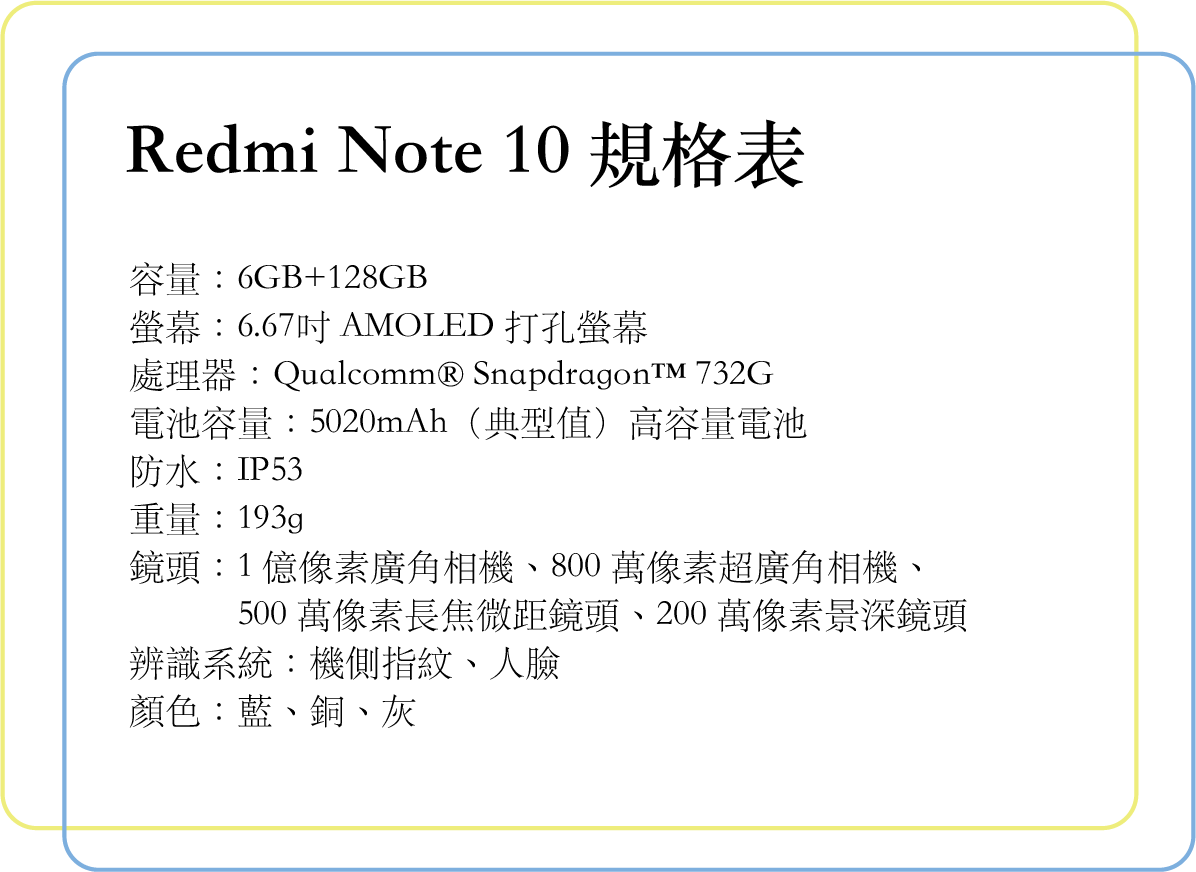 Redmi Note 10 規格表
容量：6GB+128GB
螢幕：6.67吋 AMOLED 打孔螢幕
處理器：Qualcomm® Snapdragon™ 732G
電池容量：5020mAh（典型值）高容量電池
防水：IP53
重量：193g
鏡頭：1 億像素廣角相機、800 萬像素超廣角相機、
500 萬像素長焦微距鏡頭、200 萬像素景深鏡頭
辨識系統：機側指紋、人臉
顏色：藍、銅、灰